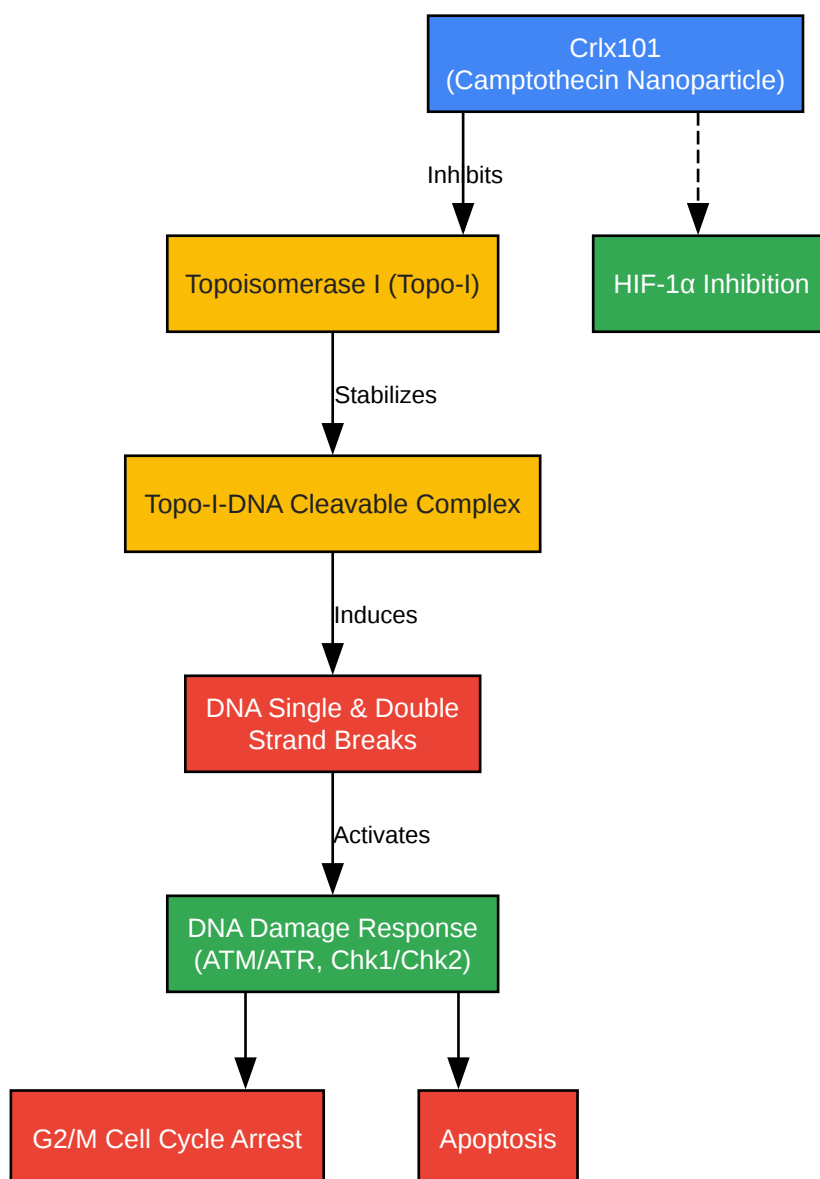 Crlx101
(Camptothecin Nanoparticle)
Inhibits
Topoisomerase I (Topo-I)
HIF-1α Inhibition
Stabilizes
Topo-I-DNA Cleavable Complex
Induces
DNA Single & Double
Strand Breaks
Activates
DNA Damage Response
(ATM/ATR, Chk1/Chk2)
G2/M Cell Cycle Arrest
Apoptosis